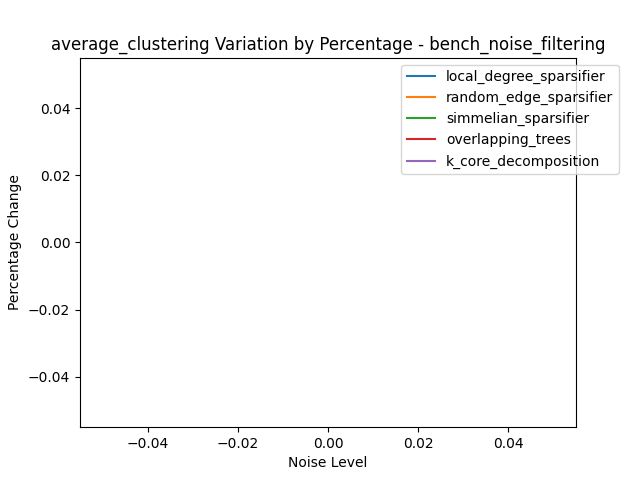 average_clustering Variation by Percentage - bench_noise_filtering
local_degree_sparsifier
random_edge_sparsifier
simmelian_sparsifier
overlapping_trees
k_core_decomposition
Percentage Change
0.04
0.02
0.00
−0.02
−0.04
−0.04
−0.02
0.00
0.02
0.04
Noise Level